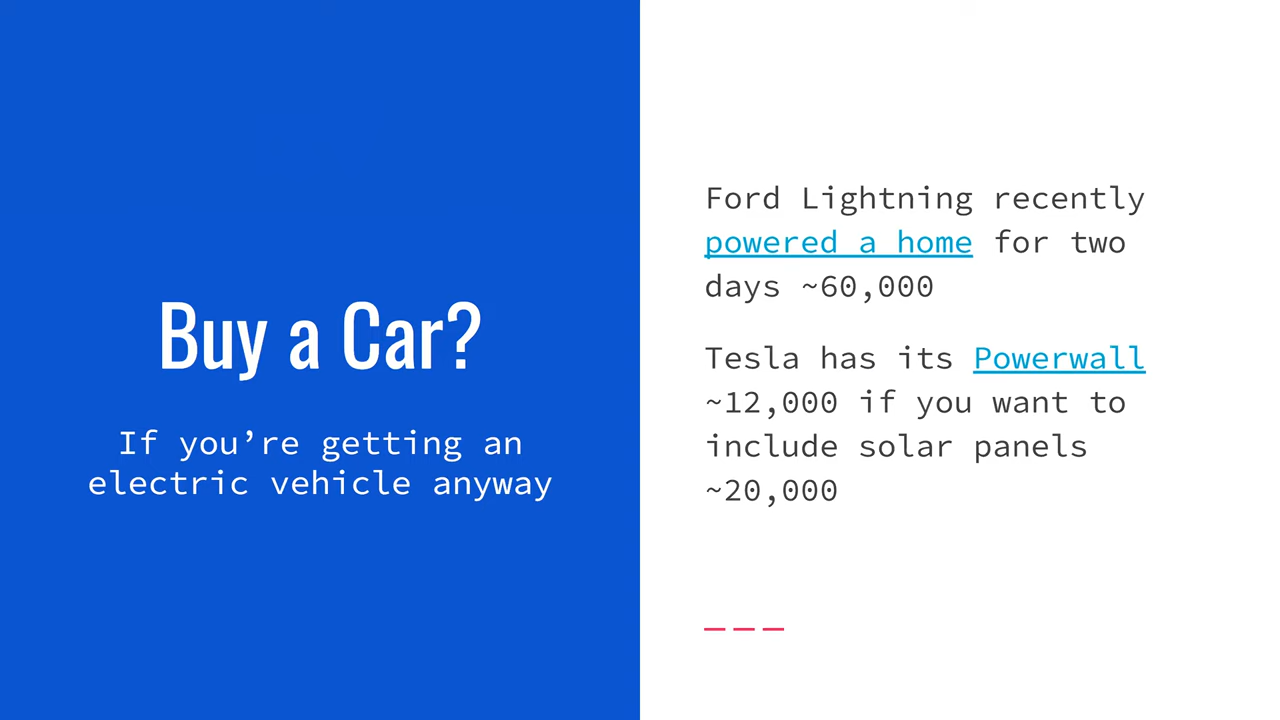 Buy a Car?
If you’re getting an
electric vehicle anyway
Ford Lightning recently
powered a home for two
days ~60,000
Tesla has its Powerwall
~12,000 if you want to
include solar panels
~20,000